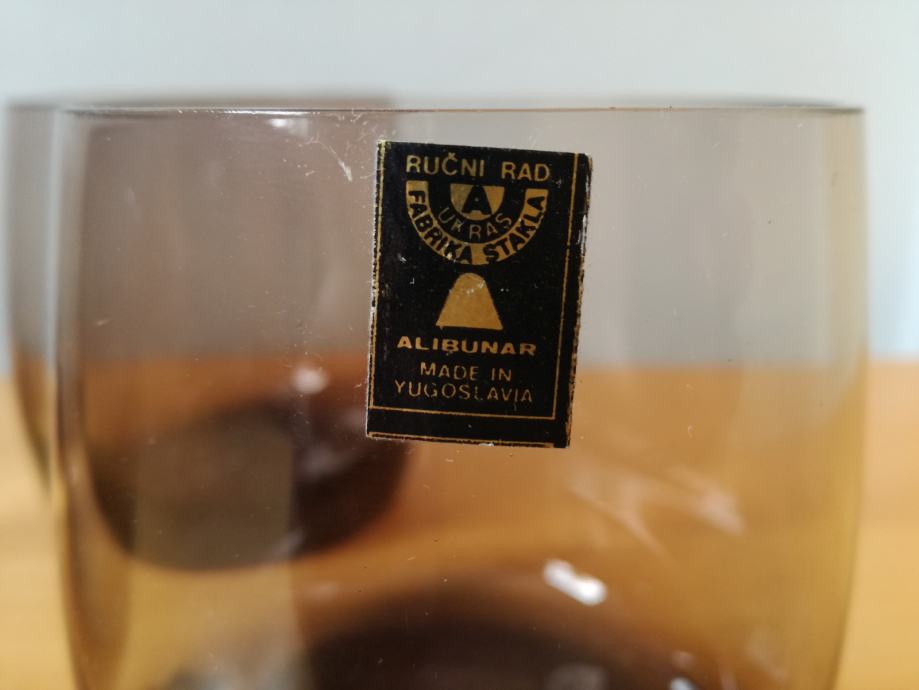 RUČNI RAD
A
UKRAS
FABRIKA STAKLA
ALIBUNAR
MADE IN
YUGOSLAVIA